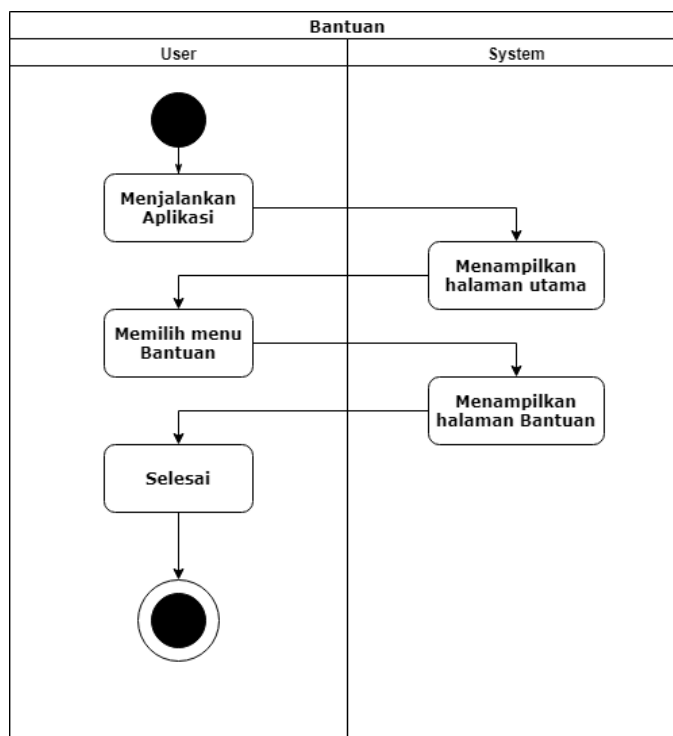 Bantuan
User
System
Menjalankan
Aplikasi
Menampilkan
halaman utama
Memilih menu
Bantuan
Menampilkan
halaman Bantuan
Selesai